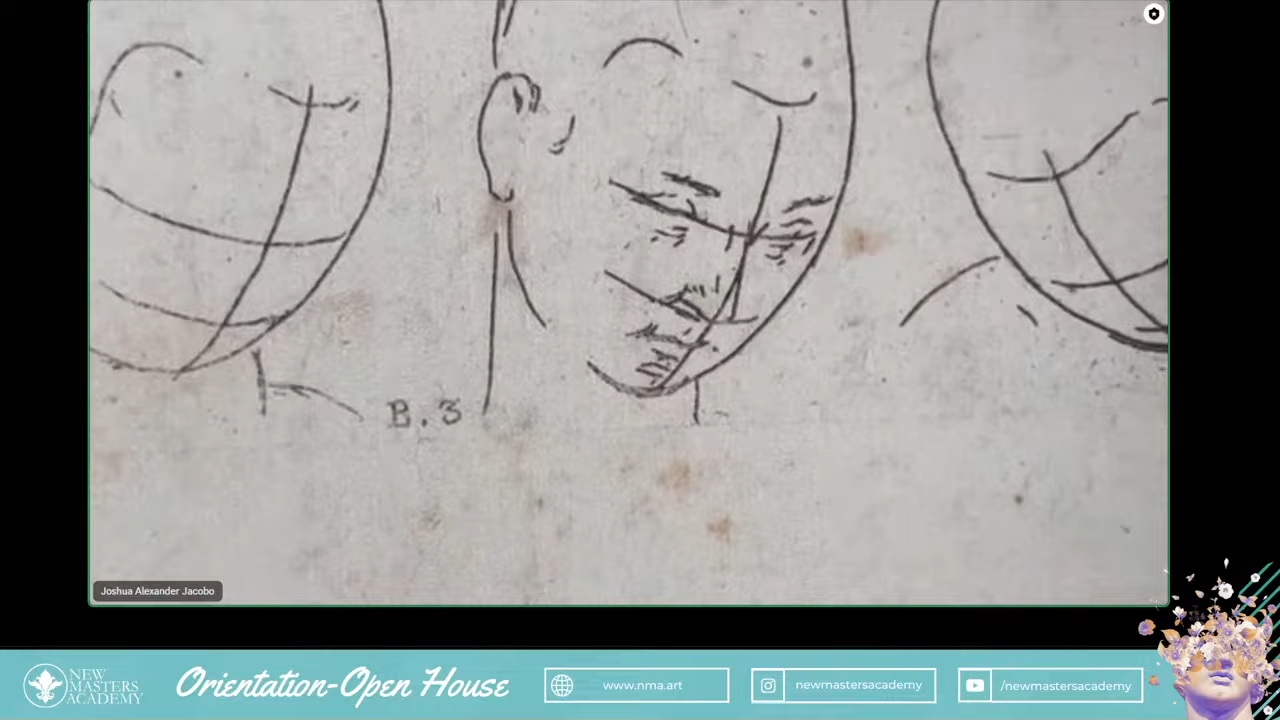 B.3
Joshua Alexander Jacobo
NEW
MASTERS
ACADEMY
Orientation-Open House
www.nma.art
newmastersacademy
/newmastersacademy